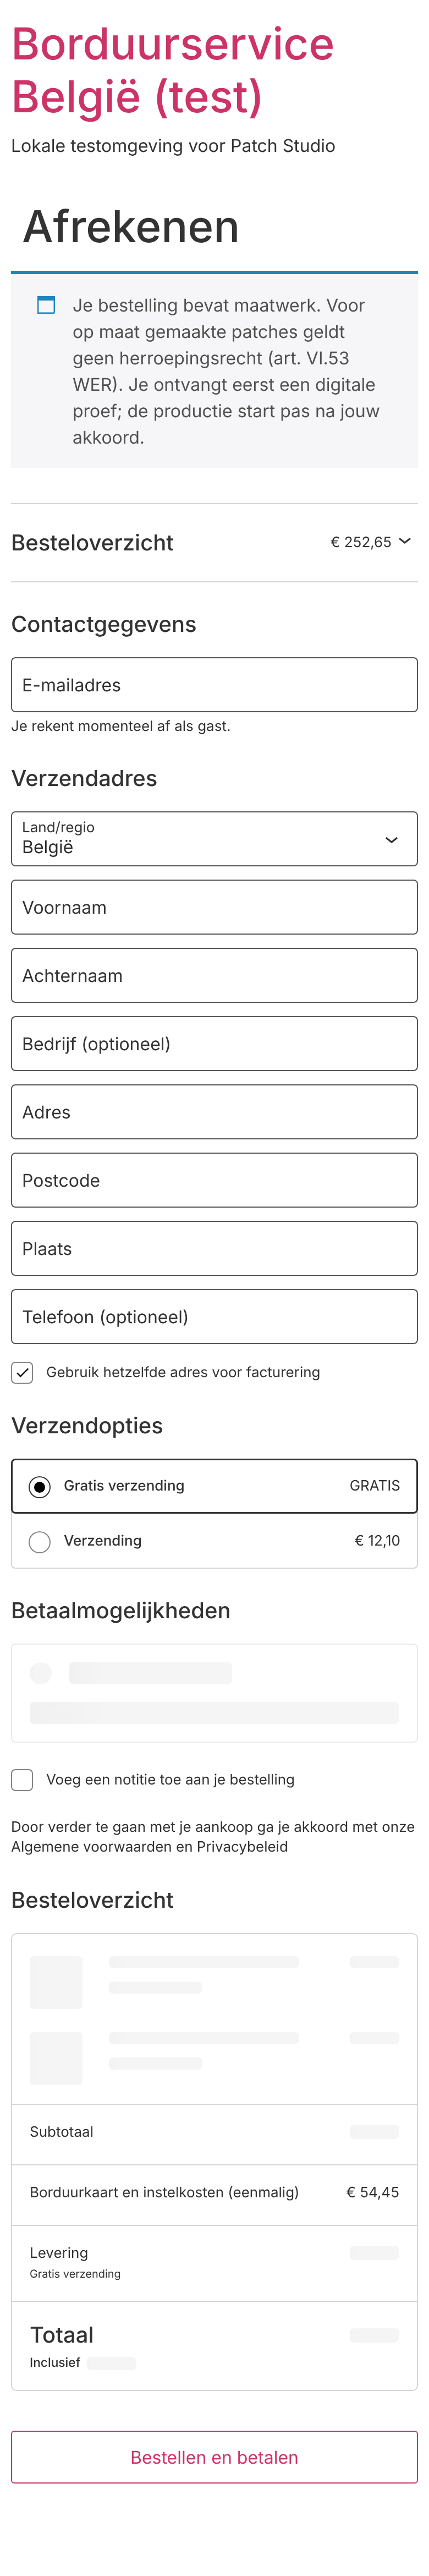 Borduurservice
België (test)
Lokale testomgeving voor Patch Studio
Afrekenen
Je bestelling bevat maatwerk. Voor
op maat gemaakte patches geldt
geen herroepingsrecht (art. VI.53
WER). Je ontvangt eerst een digitale
proef; de productie start pas na jouw
akkoord.
Besteloverzicht € 252,65
Contactgegevens
E-mailadres
Je rekent momenteel af als gast.
Verzendadres
Land/regio
België
Voornaam
Achternaam
Bedrijf (optioneel)
Adres
Postcode
Plaats
Telefoon (optioneel)
Gebruik hetzelfde adres voor facturering
Verzendopties
Gratis verzending GRATIS
Verzending € 12,10
Betaalmogelijkheden
Voeg een notitie toe aan je bestelling
Door verder te gaan met je aankoop ga je akkoord met onze
Algemene voorwaarden en Privacybeleid
Besteloverzicht
Subtotaal
Borduurkaart en instelkosten (eenmalig) € 54,45
Levering
Gratis verzending
Totaal
Inclusief
Bestellen en betalen